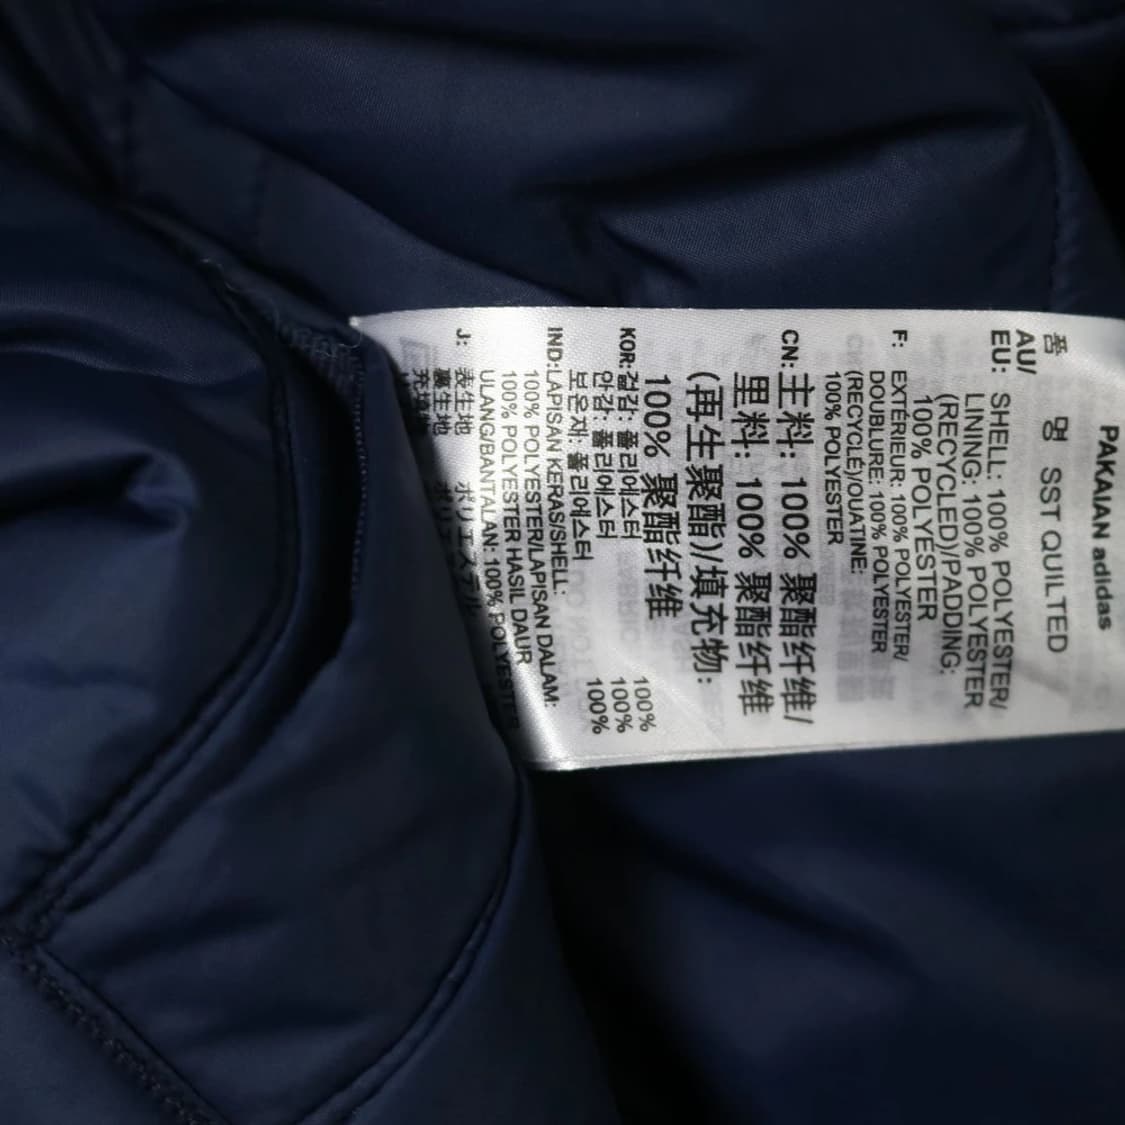 PAKAIAN adidas
품 명 SST QUILTED
AU/
EU: SHELL: 100% POLYESTER/
LINING: 100% POLYESTER
(RECYCLED)/PADDING:
100% POLYESTER
F: EXTÉRIEUR: 100% POLYESTER/
DOUBLURE: 100% POLYESTER
(RECYCLÉ)/OUATINE:
100% POLYESTER
CN: 主料: 100% 聚酯纤维/
里料: 100% 聚酯纤维
(再生聚酯)/填充物:
100% 聚酯纤维
KOR: 겉감: 폴리에스터 100%
안감: 폴리에스터 100%
보온재: 폴리에스터 100%
IND:LAPISAN KERAS/SHELL:
100% POLYESTER/LAPISAN DALAM:
100% POLYESTER HASIL DAUR
ULANG/BANTALAN: 100% POLYESTER
J: 表生地 ポリエステル
裏生地